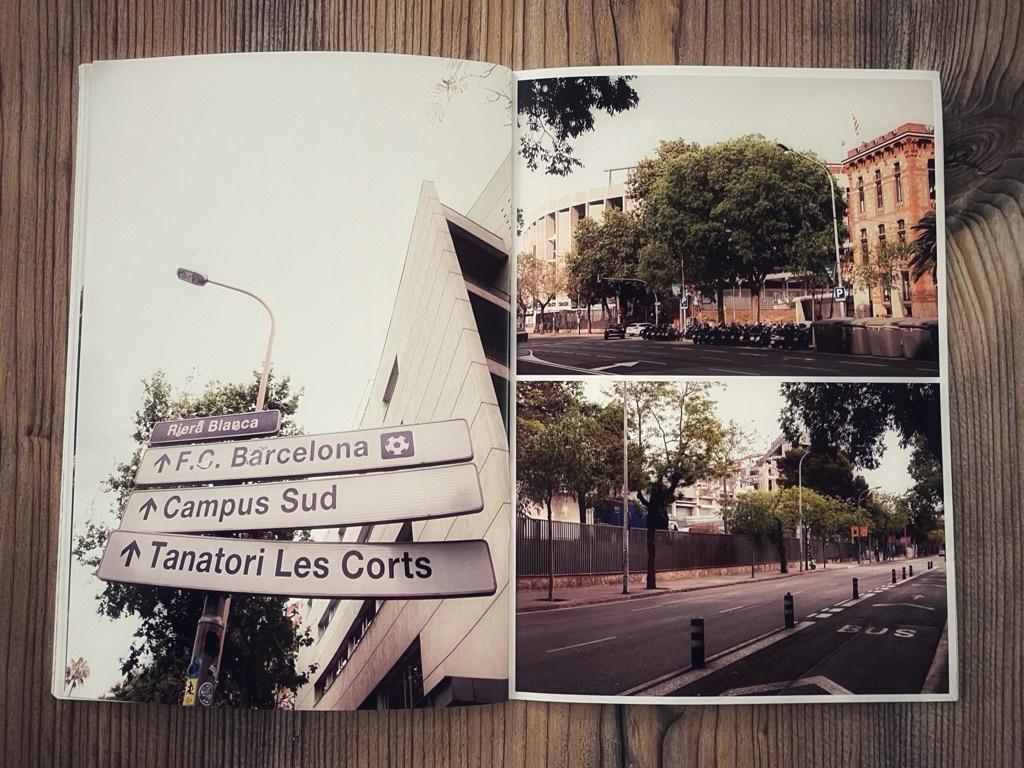 Riera Blanca
↑ F.C. Barcelona
↑ Campus Sud
↑ Tanatori Les Corts
P
P
BUS